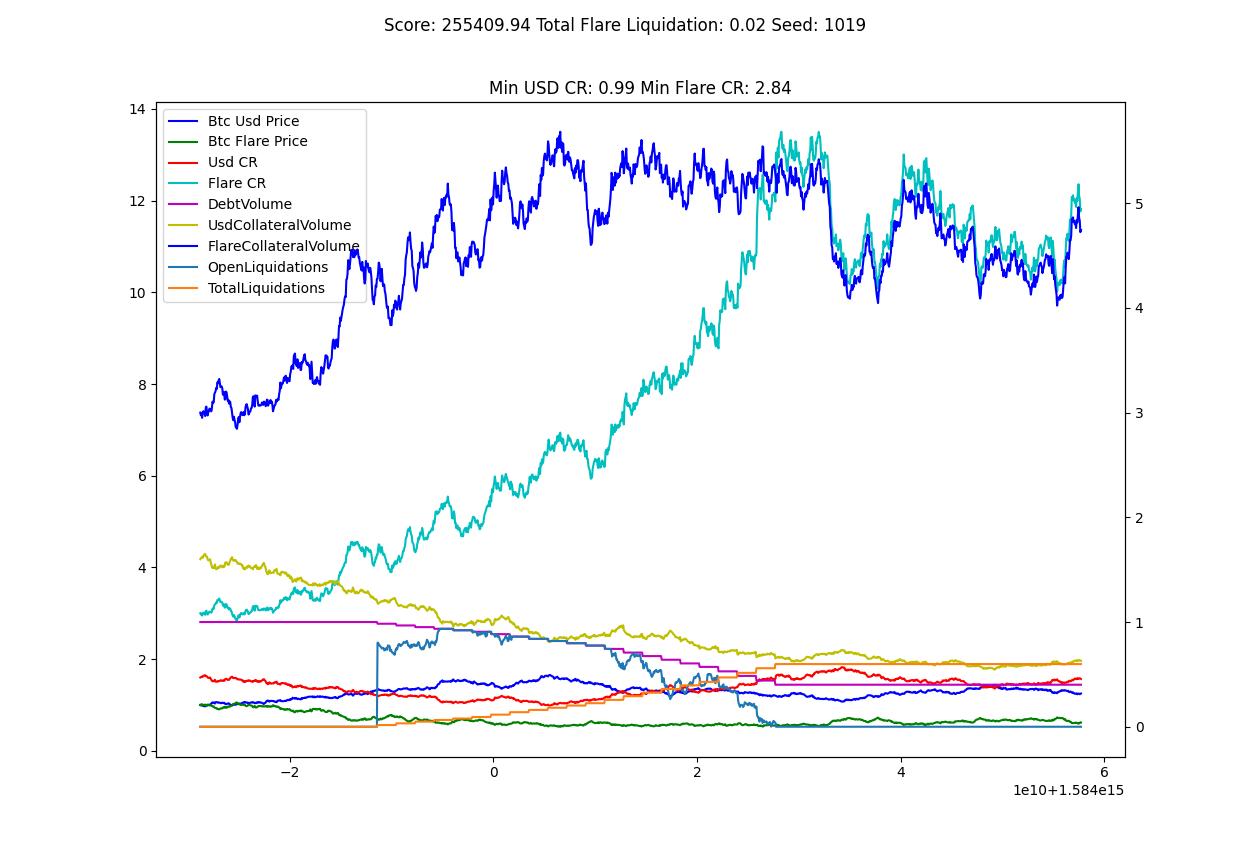 Score: 255409.94 Total Flare Liquidation: 0.02 Seed: 1019
Min USD CR: 0.99 Min Flare CR: 2.84
14
12
10
8
6
4
2
0
Btc Usd Price
Btc Flare Price
Usd CR
Flare CR
DebtVolume
UsdCollateralVolume
FlareCollateralVolume
OpenLiquidations
TotalLiquidations
5
4
3
2
1
0
−2 0 2 4 6
1e10+1.584e15